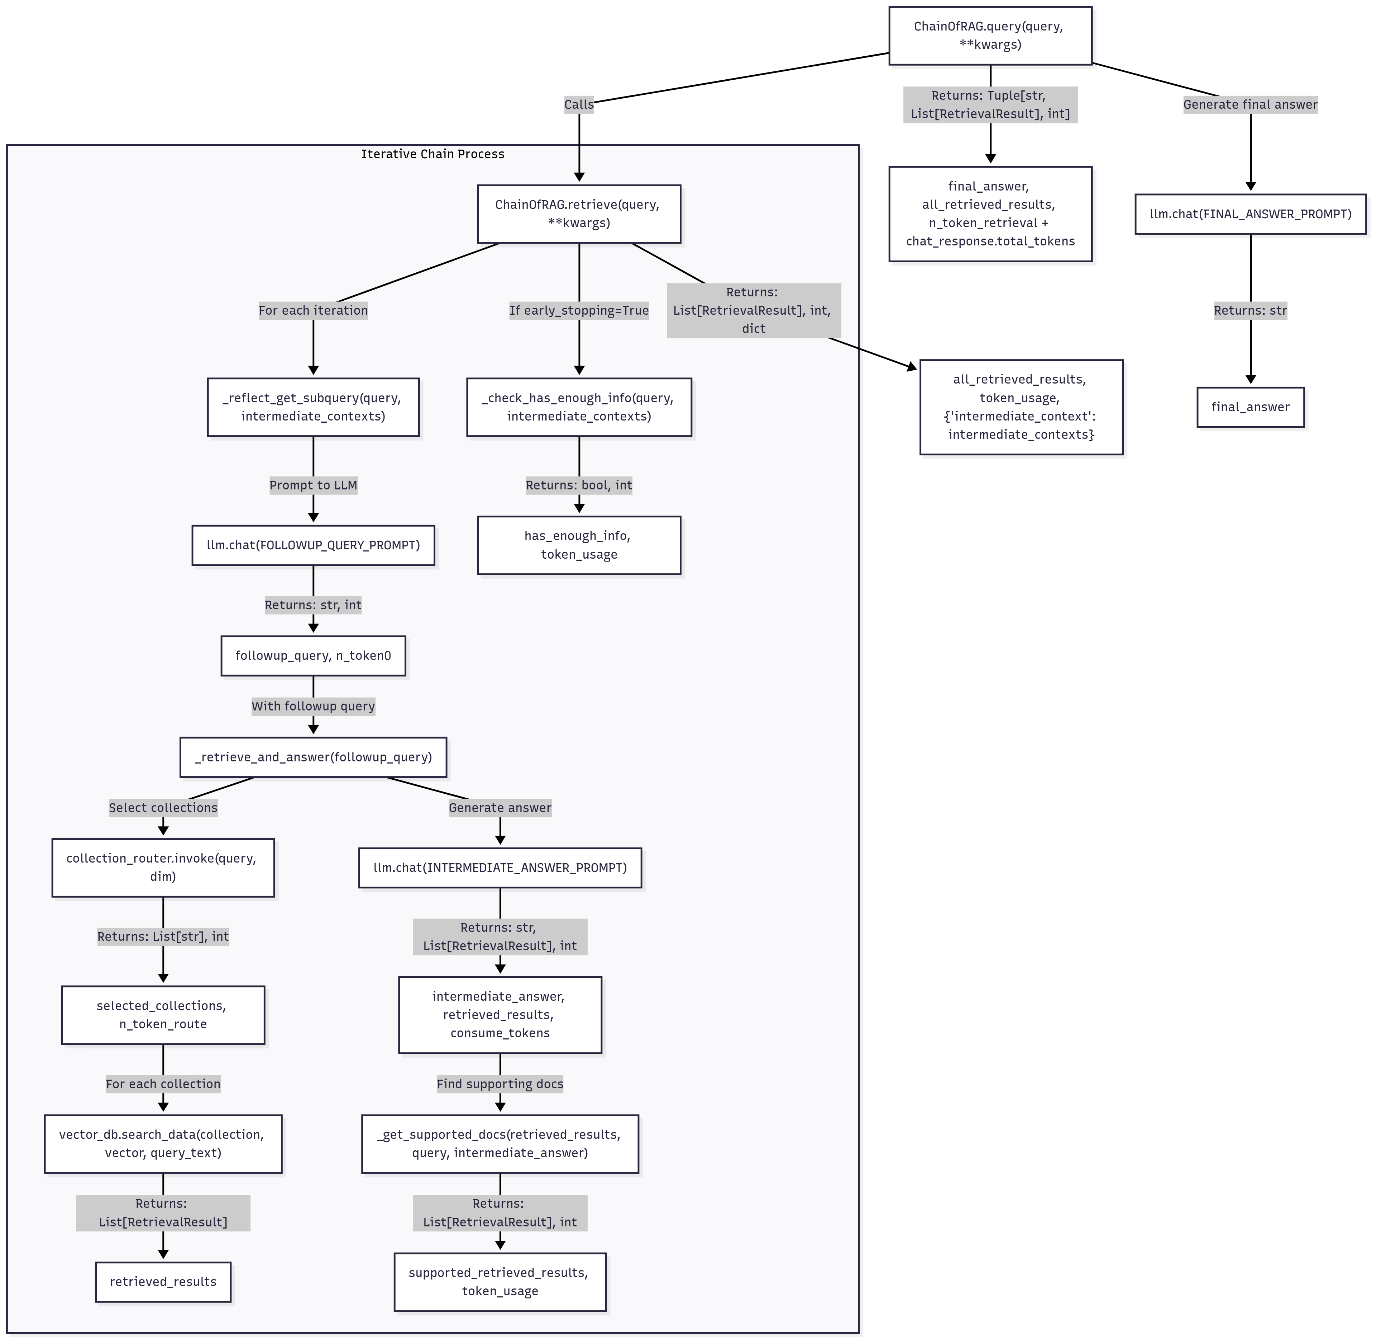 ChainOfRAG.query(query,
**kwargs)
Calls
Returns: Tuple[str,
List[RetrievalResult], int]
Generate final answer
Iterative Chain Process
final_answer,
all_retrieved_results,
n_token_retrieval +
chat_response.total_tokens
llm.chat(FINAL_ANSWER_PROMPT)
ChainOfRAG.retrieve(query,
**kwargs)
For each iteration
If early_stopping=True
Returns:
List[RetrievalResult], int,
dict
Returns: str
_reflect_get_subquery(query,
intermediate_contexts)
_check_has_enough_info(query,
intermediate_contexts)
all_retrieved_results,
token_usage,
{'intermediate_context':
intermediate_contexts}
final_answer
Prompt to LLM
Returns: bool, int
llm.chat(FOLLOWUP_QUERY_PROMPT)
has_enough_info,
token_usage
Returns: str, int
followup_query, n_token0
With followup query
_retrieve_and_answer(followup_query)
Select collections
Generate answer
collection_router.invoke(query,
dim)
llm.chat(INTERMEDIATE_ANSWER_PROMPT)
Returns: List[str], int
Returns: str,
List[RetrievalResult], int
selected_collections,
n_token_route
intermediate_answer,
retrieved_results,
consume_tokens
For each collection
Find supporting docs
vector_db.search_data(collection,
vector, query_text)
_get_supported_docs(retrieved_results,
query, intermediate_answer)
Returns:
List[RetrievalResult]
Returns:
List[RetrievalResult], int
retrieved_results
supported_retrieved_results,
token_usage